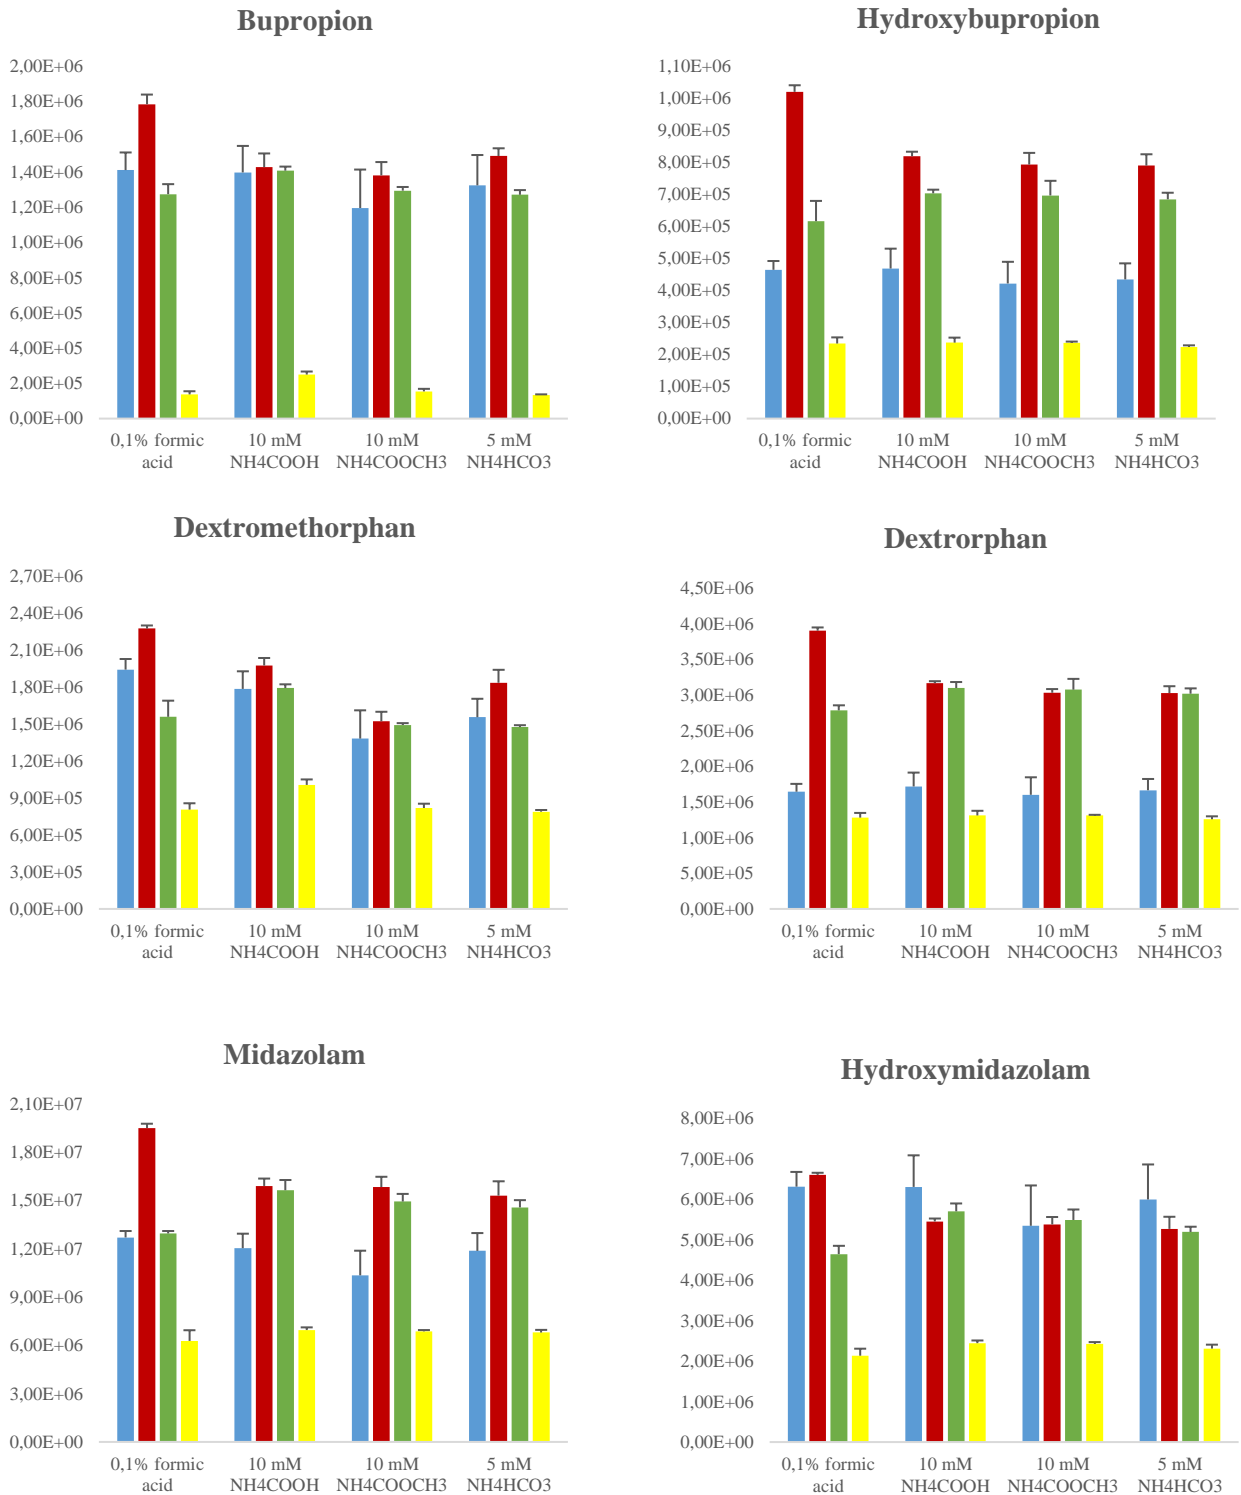 Bupropion
2,00E+06
1,80E+06
1,60E+06
1,40E+06
1,20E+06
1,00E+06
8,00E+05
6,00E+05
4,00E+05
2,00E+05
0,00E+00
0,1% formic acid
10 mM NH4COOH
10 mM NH4COOCH3
5 mM NH4HCO3
Hydroxybupropion
1,10E+06
1,00E+06
9,00E+05
8,00E+05
7,00E+05
6,00E+05
5,00E+05
4,00E+05
3,00E+05
2,00E+05
1,00E+05
0,00E+00
0,1% formic acid
10 mM NH4COOH
10 mM NH4COOCH3
5 mM NH4HCO3
Dextromethorphan
2,70E+06
2,40E+06
2,10E+06
1,80E+06
1,50E+06
1,20E+06
9,00E+05
6,00E+05
3,00E+05
0,00E+00
0,1% formic acid
10 mM NH4COOH
10 mM NH4COOCH3
5 mM NH4HCO3
Dextrorphan
4,50E+06
4,00E+06
3,50E+06
3,00E+06
2,50E+06
2,00E+06
1,50E+06
1,00E+06
5,00E+05
0,00E+00
0,1% formic acid
10 mM NH4COOH
10 mM NH4COOCH3
5 mM NH4HCO3
Midazolam
2,10E+07
1,80E+07
1,50E+07
1,20E+07
9,00E+06
6,00E+06
3,00E+06
0,00E+00
0,1% formic acid
10 mM NH4COOH
10 mM NH4COOCH3
5 mM NH4HCO3
Hydroxymidazolam
8,00E+06
7,00E+06
6,00E+06
5,00E+06
4,00E+06
3,00E+06
2,00E+06
1,00E+06
0,00E+00
0,1% formic acid
10 mM NH4COOH
10 mM NH4COOCH3
5 mM NH4HCO3